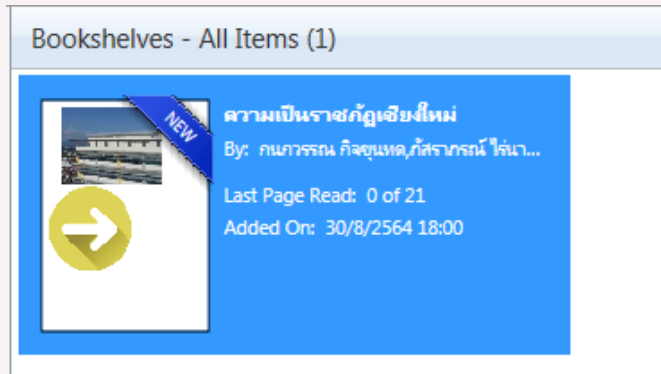 Bookshelves - All Items (1)
NEW
ความเป็นราชภัฏเชียงใหม่
By: กนกวรรณ กิจขุนทด,ภัสราภรณ์ ไร่นา...
Last Page Read: 0 of 21
Added On: 30/8/2564 18:00